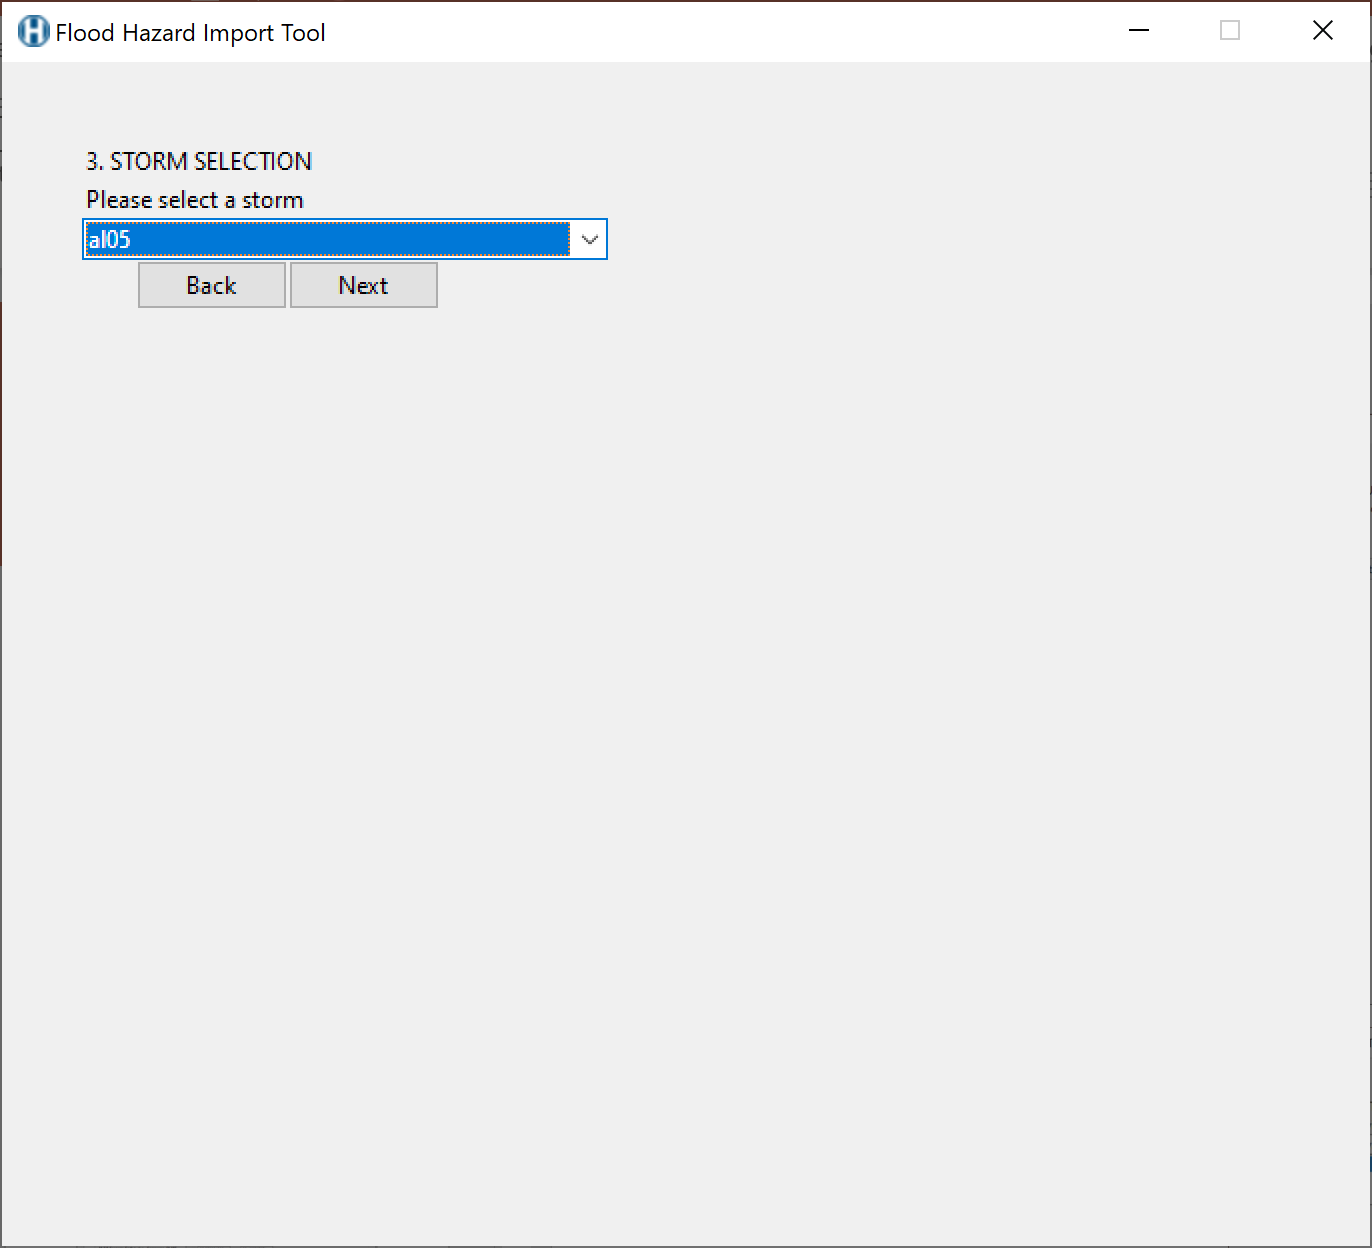 Flood Hazard Import Tool
3. STORM SELECTION
Please select a storm
al05
Back Next